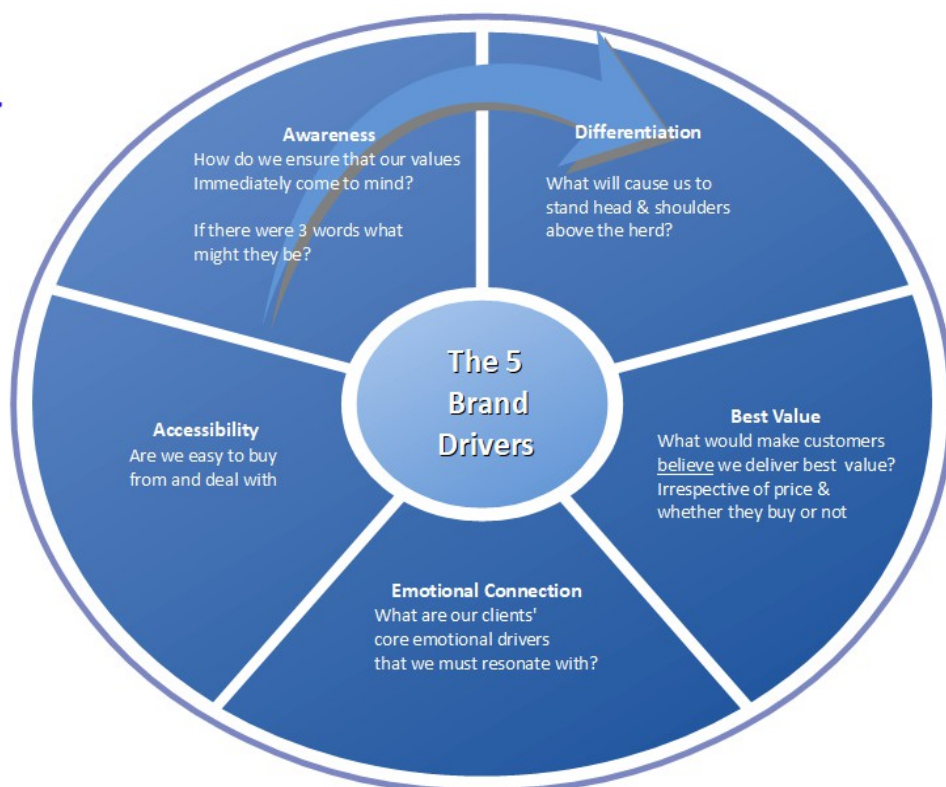 Awareness
How do we ensure that our values
Immediately come to mind?
If there were 3 words what
might they be?
Differentiation
What will cause us to
stand head & shoulders
above the herd?
The 5
Brand
Drivers
Best Value
What would make customers
believe we deliver best value?
Irrespective of price &
whether they buy or not
Emotional Connection
What are our clients'
core emotional drivers
that we must resonate with?
Accessibility
Are we easy to buy
from and deal with